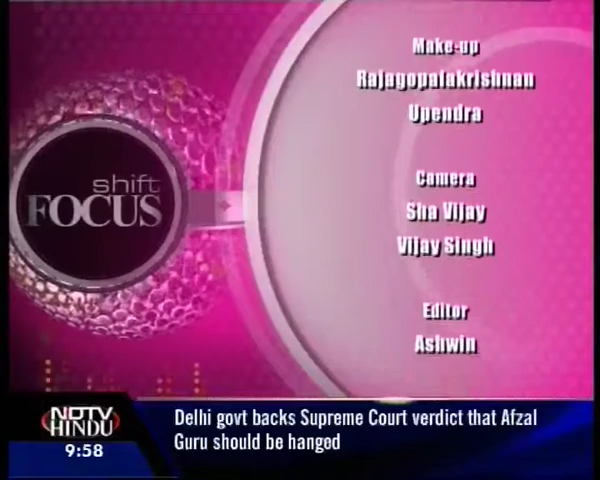 Make-up
Rajagopalakrishnan
Upendra
shift
FOCUS
Camera
Sha Vijay
Vijay Singh
Editor
Ashwin
NDTV
HINDU
9:58
Delhi govt backs Supreme Court verdict that Afzal
Guru should be hanged